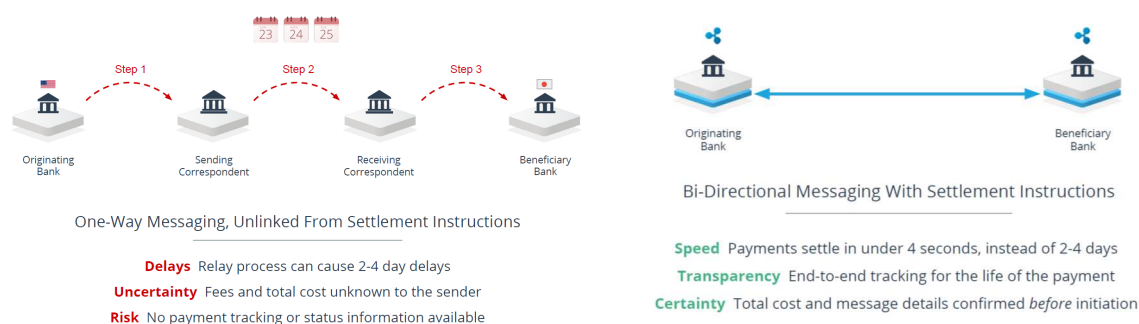 23 24 25
Step 1
Step 2
Step 3
Originating
Bank
Sending
Correspondent
Receiving
Correspondent
Beneficiary
Bank
One-Way Messaging, Unlinked From Settlement Instructions
Delays Relay process can cause 2-4 day delays
Uncertainty Fees and total cost unknown to the sender
Risk No payment tracking or status information available
Originating
Bank
Beneficiary
Bank
Bi-Directional Messaging With Settlement Instructions
Speed Payments settle in under 4 seconds, instead of 2-4 days
Transparency End-to-end tracking for the life of the payment
Certainty Total cost and message details confirmed before initiation